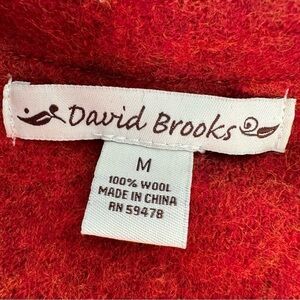 David Brooks
M
100% WOOL
MADE IN CHINA
RN 59478